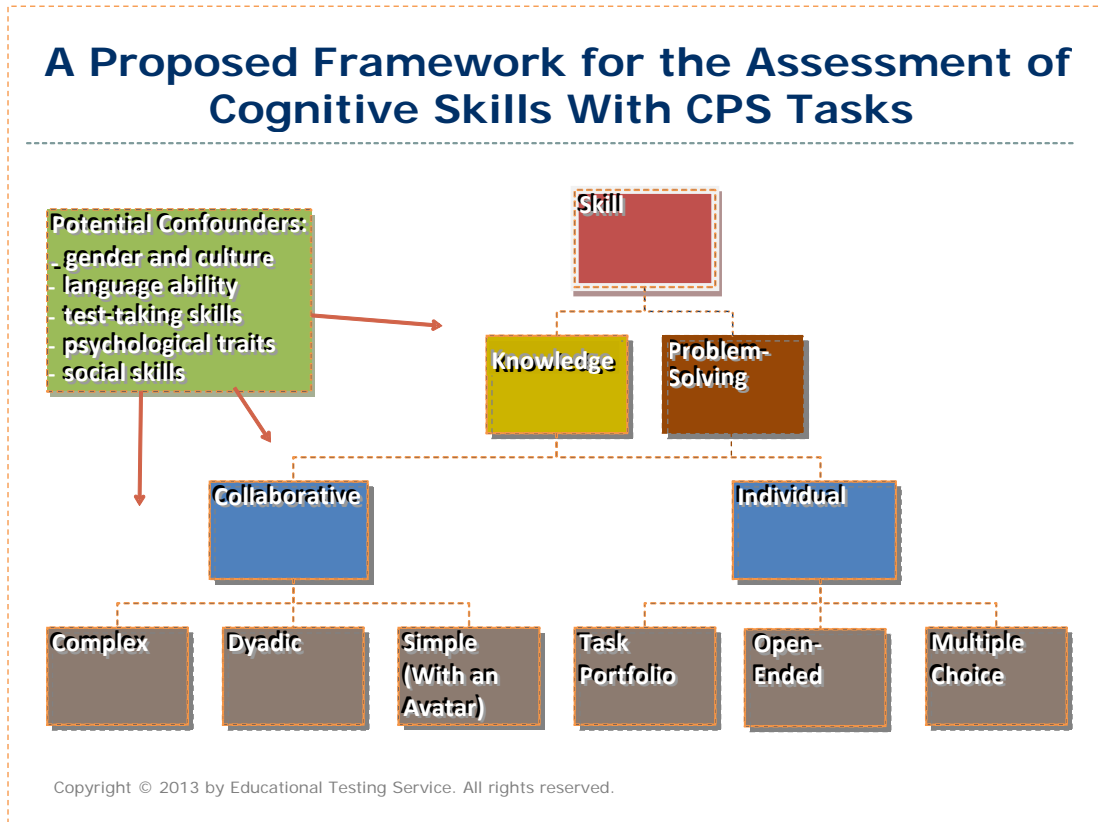 A Proposed Framework for the Assessment of
Cognitive Skills With CPS Tasks
Potential Confounders:
- gender and culture
- language ability
- test-taking skills
- psychological traits
- social skills
Skill
Knowledge
Problem-
Solving
Collaborative
Individual
Complex
Dyadic
Simple
(With an
Avatar)
Task
Portfolio
Open-
Ended
Multiple
Choice
Copyright © 2013 by Educational Testing Service. All rights reserved.